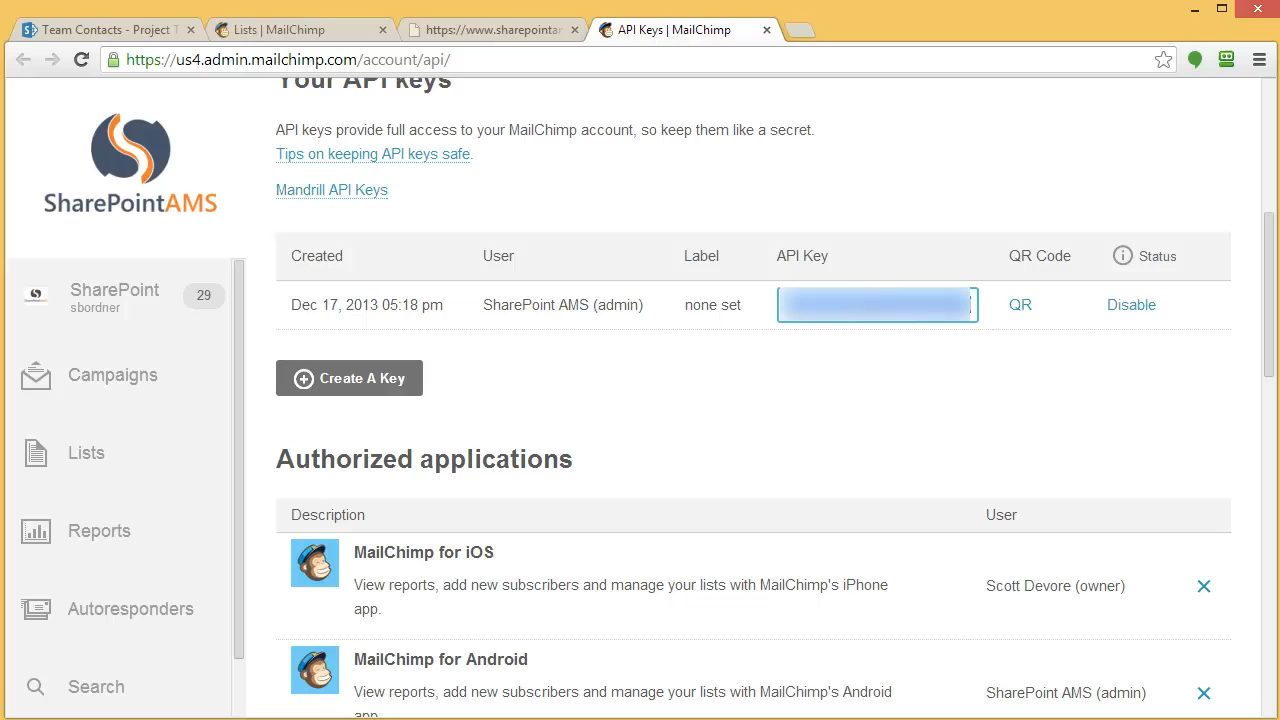 Team Contacts - Project T
Lists | MailChimp
https://www.sharepointar
API Keys | MailChimp
https://us4.admin.mailchimp.com/account/api/
Your API keys
API keys provide full access to your MailChimp account, so keep them like a secret.
Tips on keeping API keys safe.
Mandrill API Keys
SharePointAMS
Created User Label API Key QR Code Status
Dec 17, 2013 05:18 pm SharePoint AMS (admin) none set QR Disable
Create A Key
SharePoint
sbordner
29
Campaigns
Lists
Reports
Autoresponders
Search
Authorized applications
Description User
MailChimp for iOS
View reports, add new subscribers and manage your lists with MailChimp's iPhone
app.
Scott Devore (owner)
MailChimp for Android
View reports, add new subscribers and manage your lists with MailChimp's Android
app.
SharePoint AMS (admin)